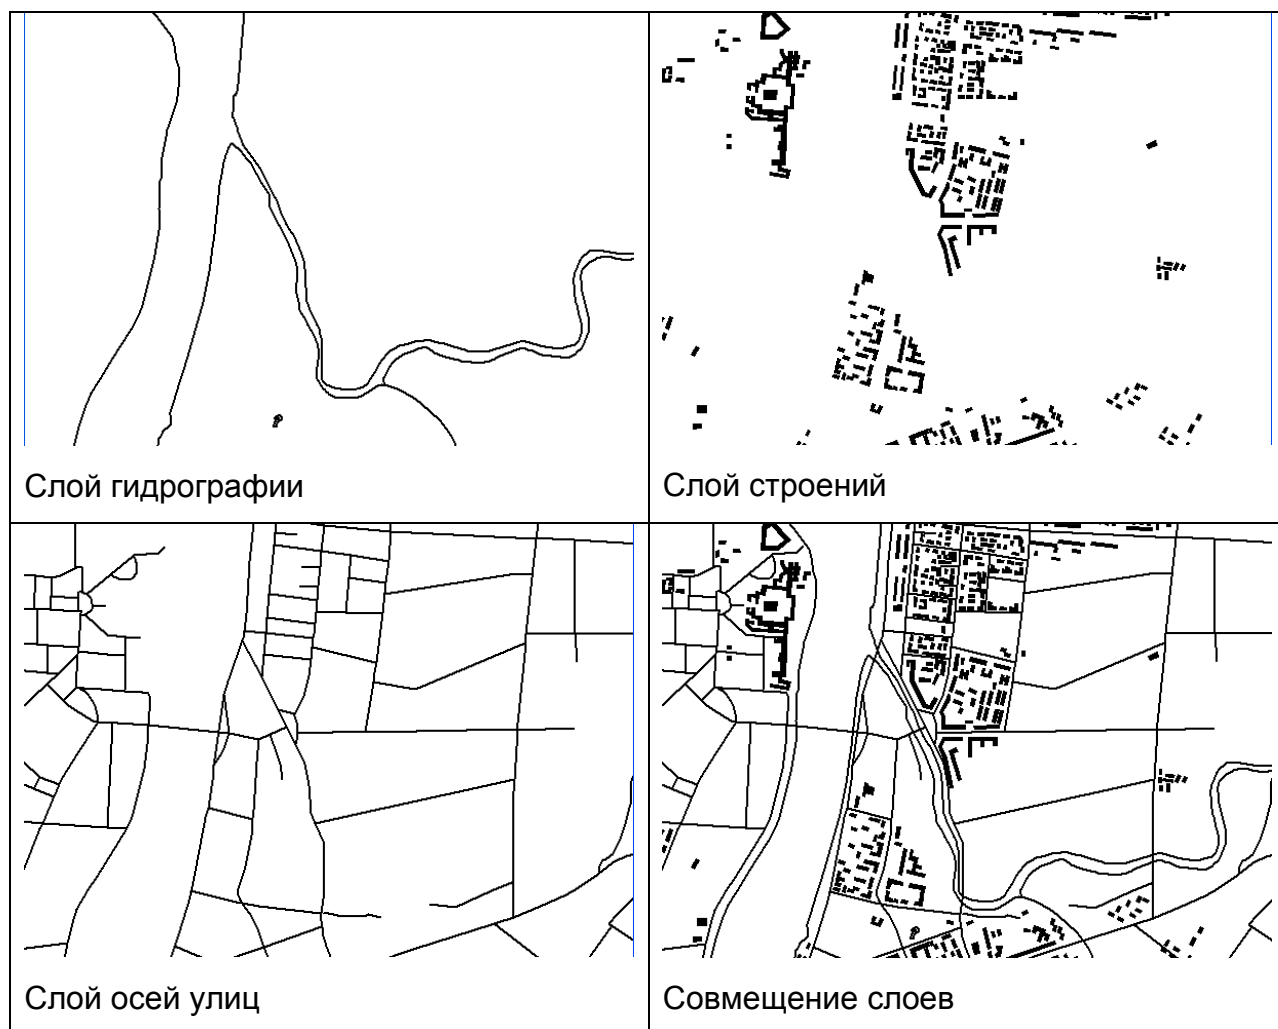 Слой гидрографии
Слой строений
Слой осей улиц
Совмещение слоев